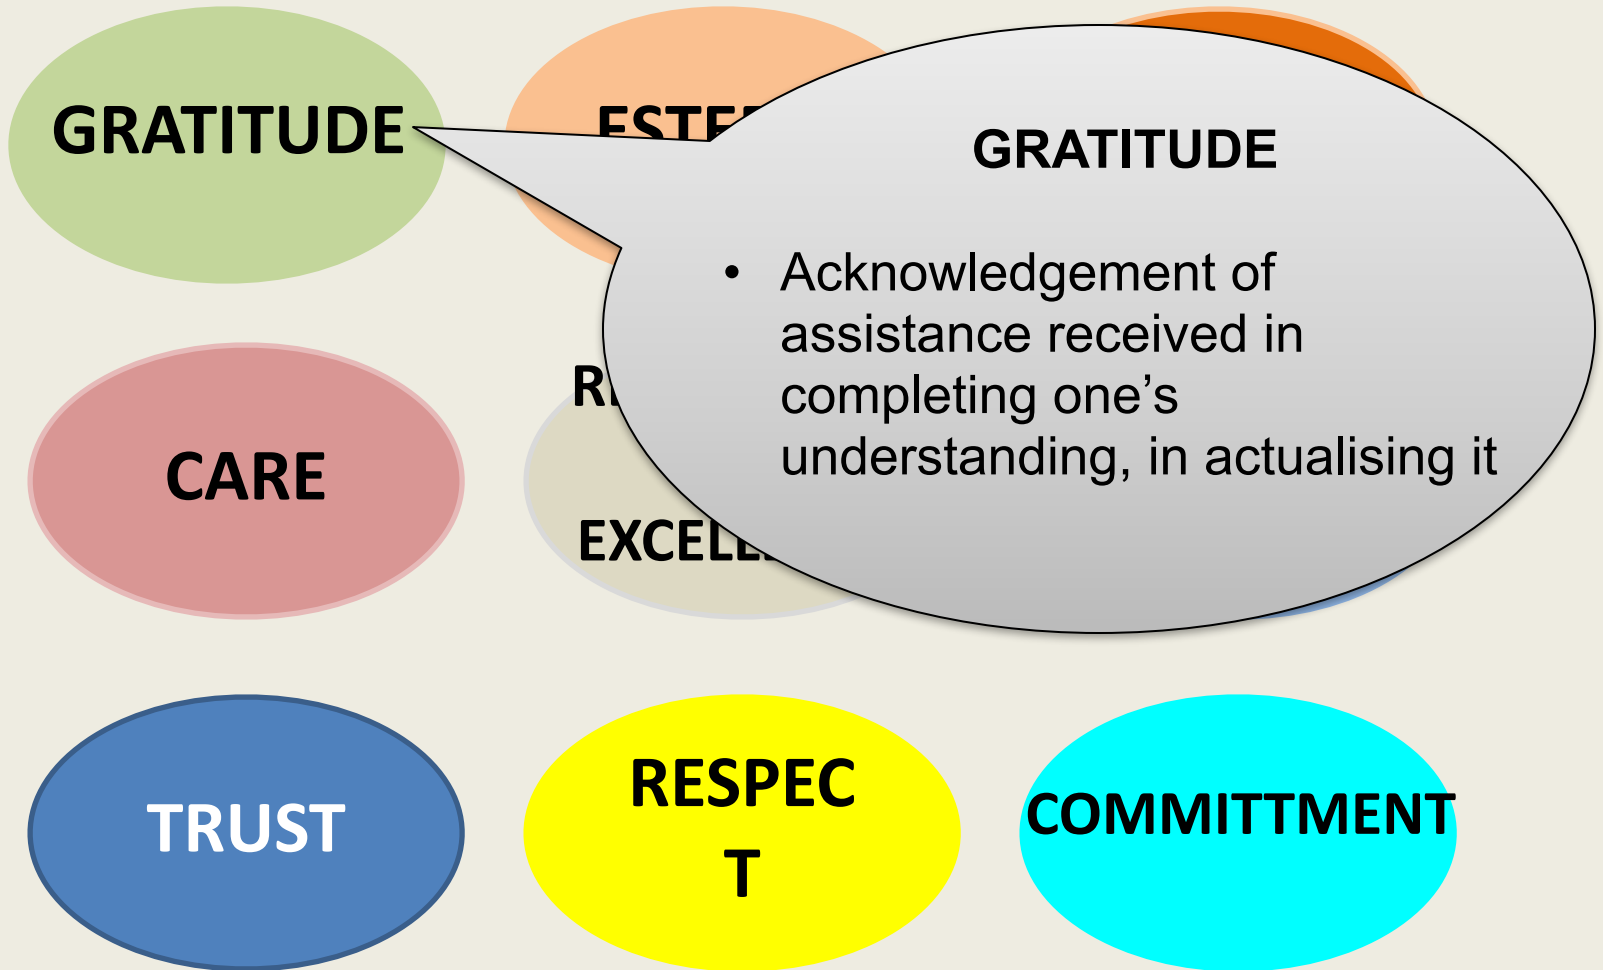 GRATITUDE
GRATITUDE
• Acknowledgement of
assistance received in
completing one’s
understanding, in actualising it
CARE
TRUST
RESPEC
T
COMMITTMENT